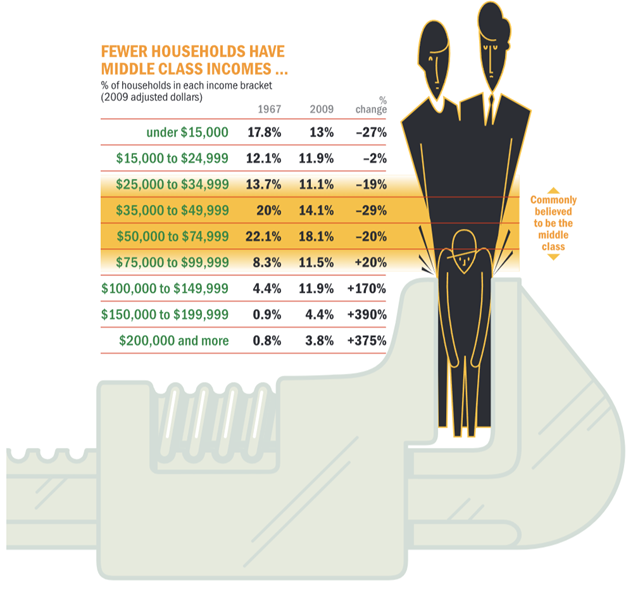 FEWER HOUSEHOLDS HAVE
MIDDLE CLASS INCOMES ...
% of households in each income bracket
(2009 adjusted dollars)
1967 2009 % change
under $15,000 17.8% 13% –27%
$15,000 to $24,999 12.1% 11.9% –2%
$25,000 to $34,999 13.7% 11.1% –19%
$35,000 to $49,999 20% 14.1% –29%
$50,000 to $74,999 22.1% 18.1% –20%
$75,000 to $99,999 8.3% 11.5% +20%
$100,000 to $149,999 4.4% 11.9% +170%
$150,000 to $199,999 0.9% 4.4% +390%
$200,000 and more 0.8% 3.8% +375%
Commonly
believed
to be the
middle
class